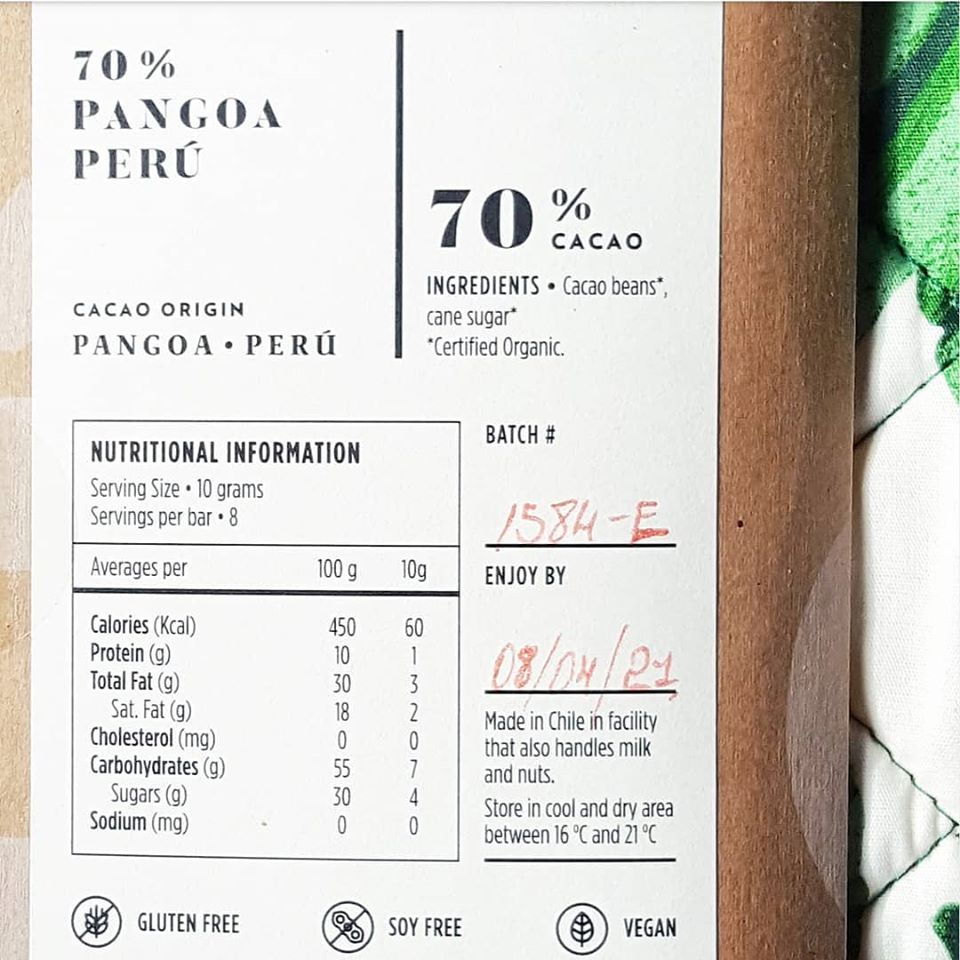 70%
PANGOA
PERÚ
CACAO ORIGIN
PANGOA • PERÚ
70%
CACAO
INGREDIENTS • Cacao beans*,
cane sugar*
*Certified Organic.
NUTRITIONAL INFORMATION
Serving Size • 10 grams
Servings per bar • 8
Averages per 100 g 10g
Calories (Kcal) 450 60
Protein (g) 10 1
Total Fat (g) 30 3
Sat. Fat (g) 18 2
Cholesterol (mg) 0 0
Carbohydrates (g) 55 7
Sugars (g) 30 4
Sodium (mg) 0 0
BATCH #
1584-E
ENJOY BY
08/04/21
Made in Chile in facility
that also handles milk
and nuts.
Store in cool and dry area
between 16 ºC and 21 ºC
GLUTEN FREE
SOY FREE
VEGAN